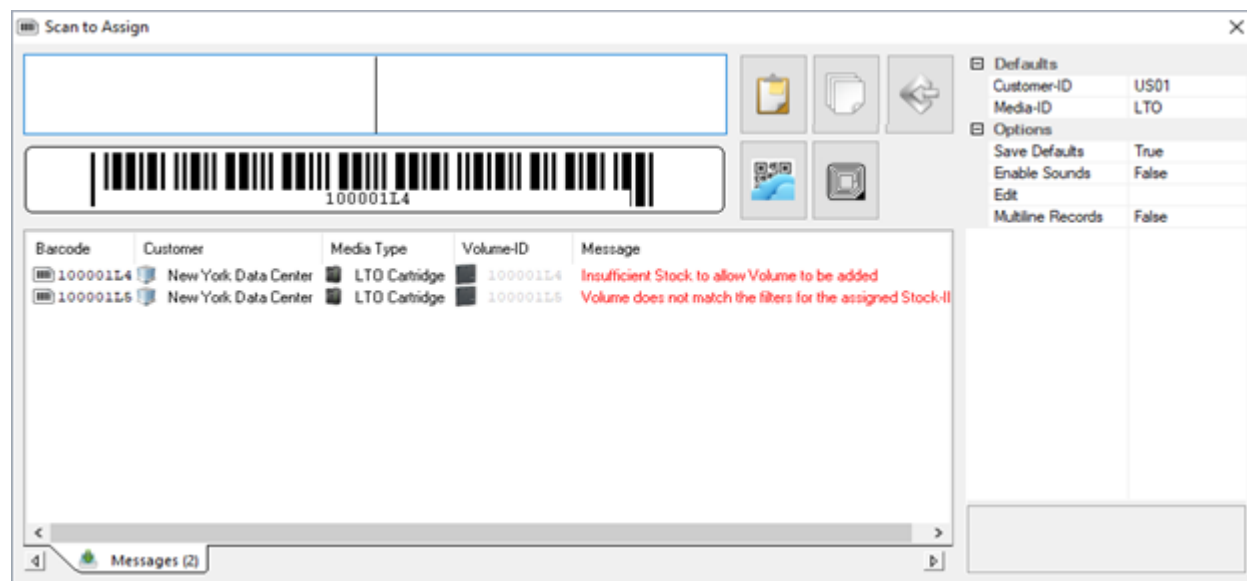 Scan to Assign
100001L4
Barcode Customer Media Type Volume-ID Message
100001L4 New York Data Center LTO Cartridge 100001L4 Insufficient Stock to allow Volume to be added
100001L5 New York Data Center LTO Cartridge 100001L5 Volume does not match the filters for the assigned Stock-II
Messages (2)
Defaults
Customer-ID US01
Media-ID LTO
Options
Save Defaults True
Enable Sounds False
Edit
Multiline Records False